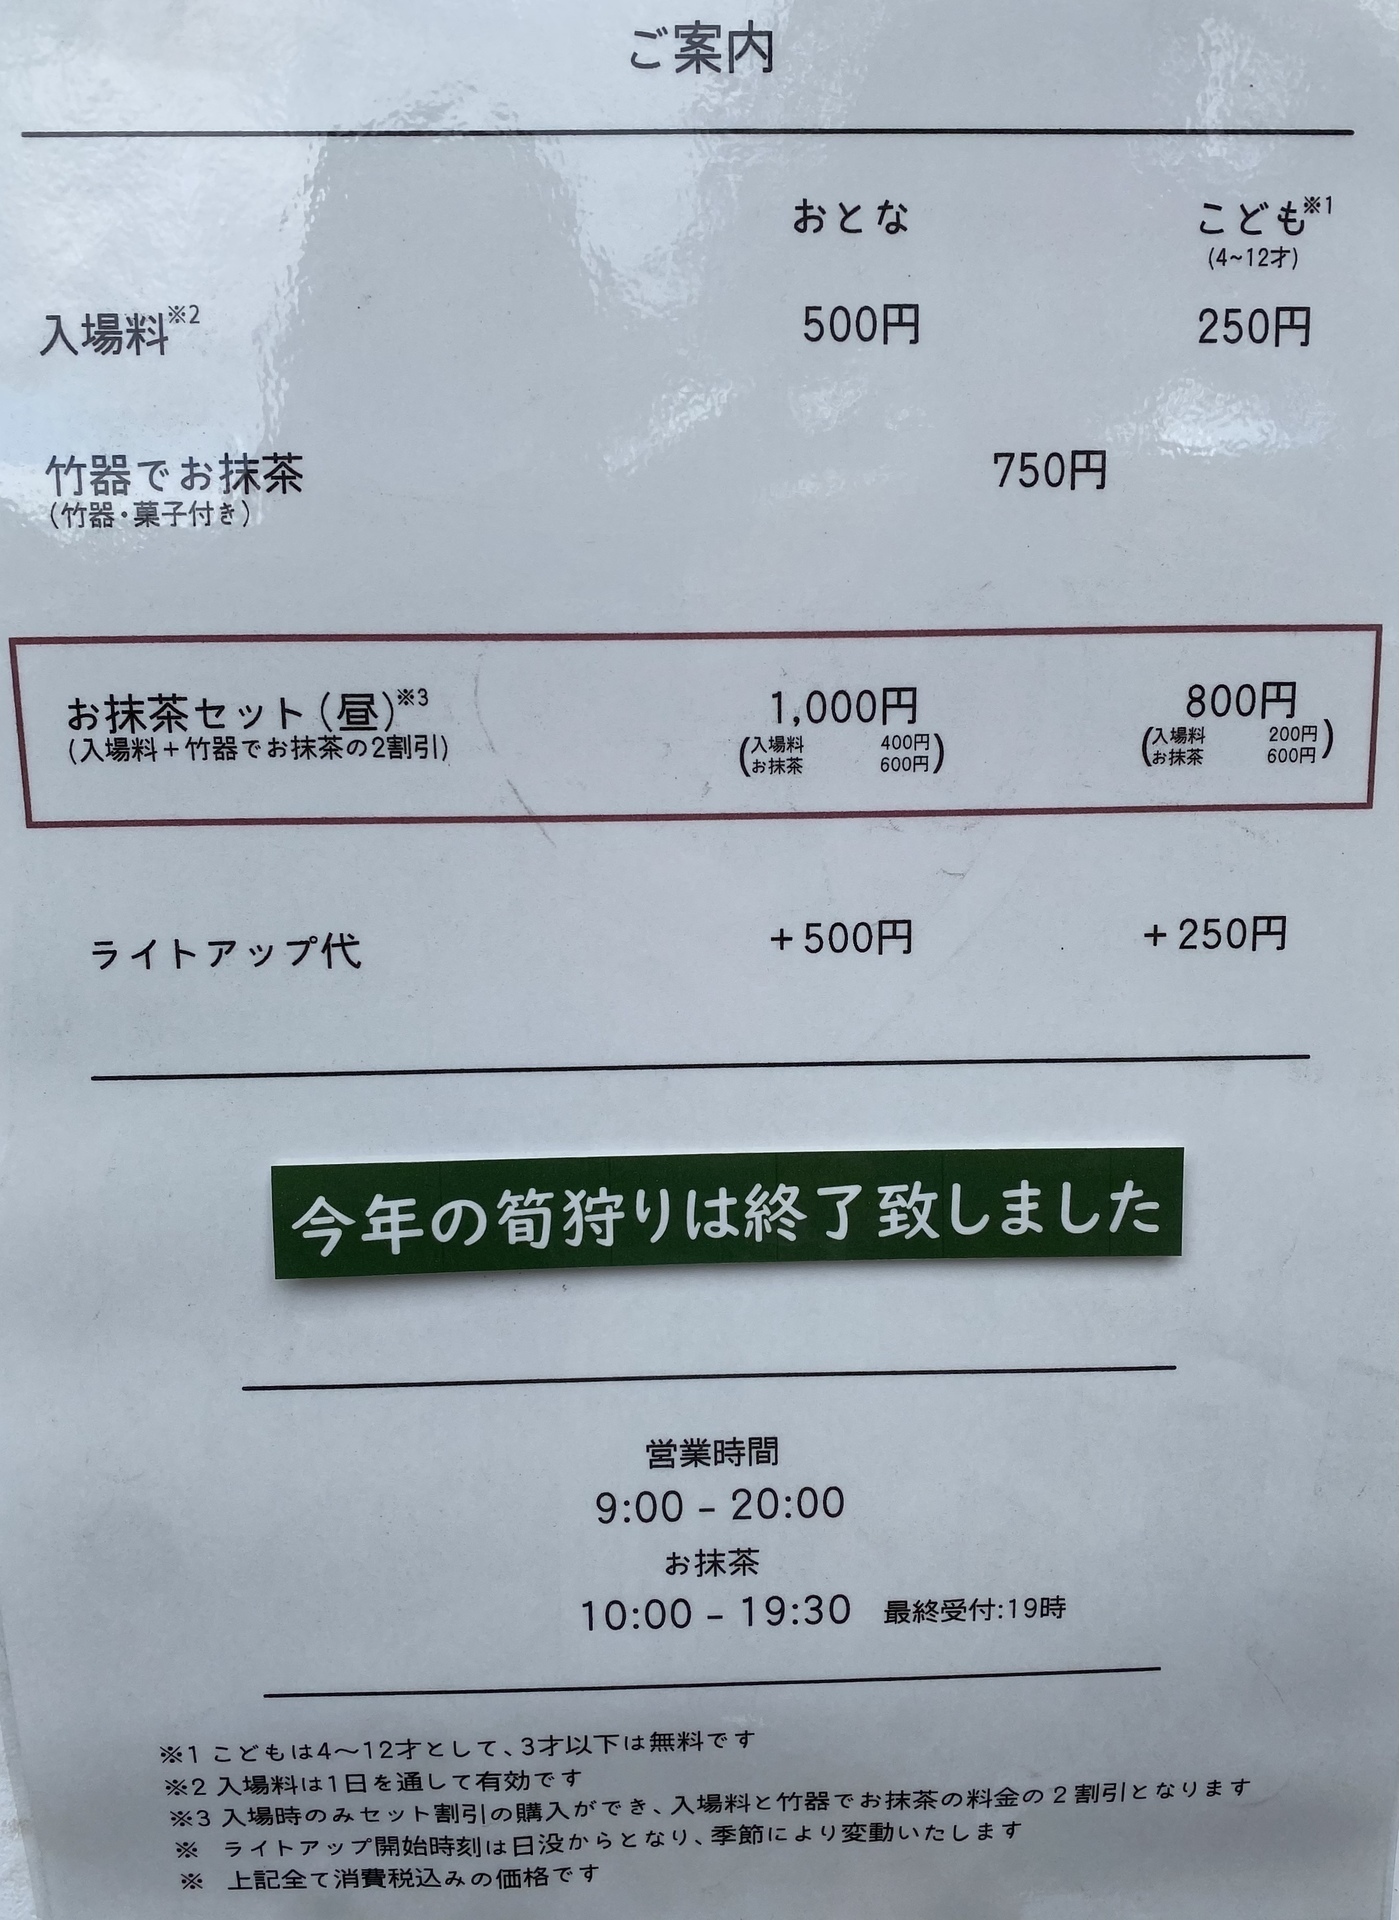 ご案内
おとな こども※1
(4~12才)
入場料※2 500円 250円
竹器でお抹茶 750円
(竹器・菓子付き)
お抹茶セット(昼)※3 1,000円 800円
(入場料+竹器でお抹茶の2割引) (入場料 400円 お抹茶 600円) (入場料 200円 お抹茶 600円)
ライトアップ代 +500円 +250円
今年の筍狩りは終了致しました
営業時間
9:00 – 20:00
お抹茶
10:00 – 19:30 最終受付:19時
※1 こどもは4〜12才として、3才以下は無料です
※2 入場料は1日を通して有効です
※3 入場時のみセット割引の購入ができ、入場料と竹器でお抹茶の料金の2割引となります
※ ライトアップ開始時刻は日没からとなり、季節により変動いたします
※ 上記全て消費税込みの価格です